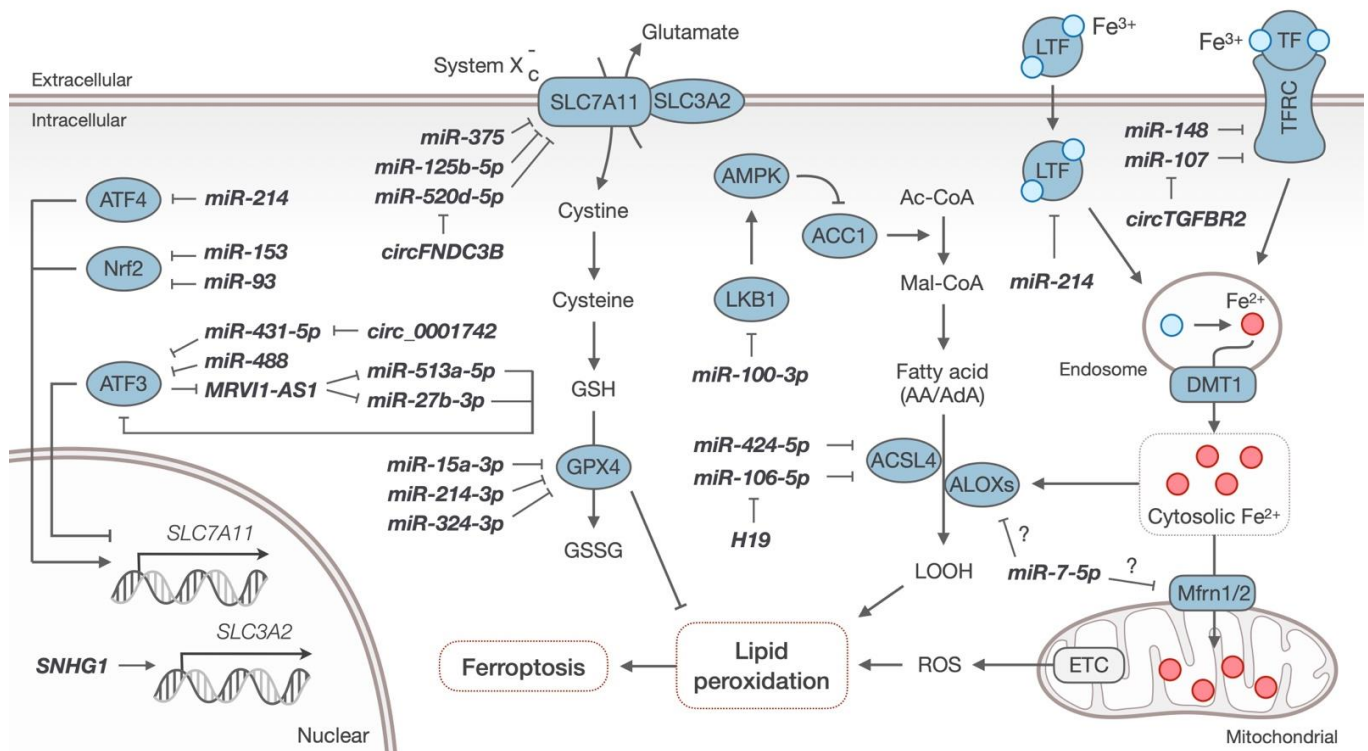 Extracellular
Intracellular
System X
-
c
Glutamate
SLC7A11
SLC3A2
miR-375
miR-125b-5p
miR-520d-5p
circFNDC3B
ATF4
miR-214
Nrf2
miR-153
miR-93
miR-431-5p
circ_0001742
miR-488
ATF3
MRVI1-AS1
miR-513a-5p
miR-27b-3p
Cystine
Cysteine
GSH
GPX4
GSSG
miR-15a-3p
miR-214-3p
miR-324-3p
AMPK
ACC1
LKB1
miR-100-3p
Ac-CoA
Mal-CoA
Fatty acid
(AA/AdA)
miR-424-5p
miR-106-5p
H19
ACSL4
ALOXs
LOOH
LTF
Fe³⁺
LTF
miR-214
Fe³⁺
TF
TFRC
miR-148
miR-107
circTGFBR2
Fe²⁺
Endosome
DMT1
Cytosolic Fe²⁺
?
miR-7-5p
?
Mfrn1/2
ETC
ROS
Lipid
peroxidation
Ferroptosis
Mitochondrial
SLC7A11
SLC3A2
SNHG1
Nuclear